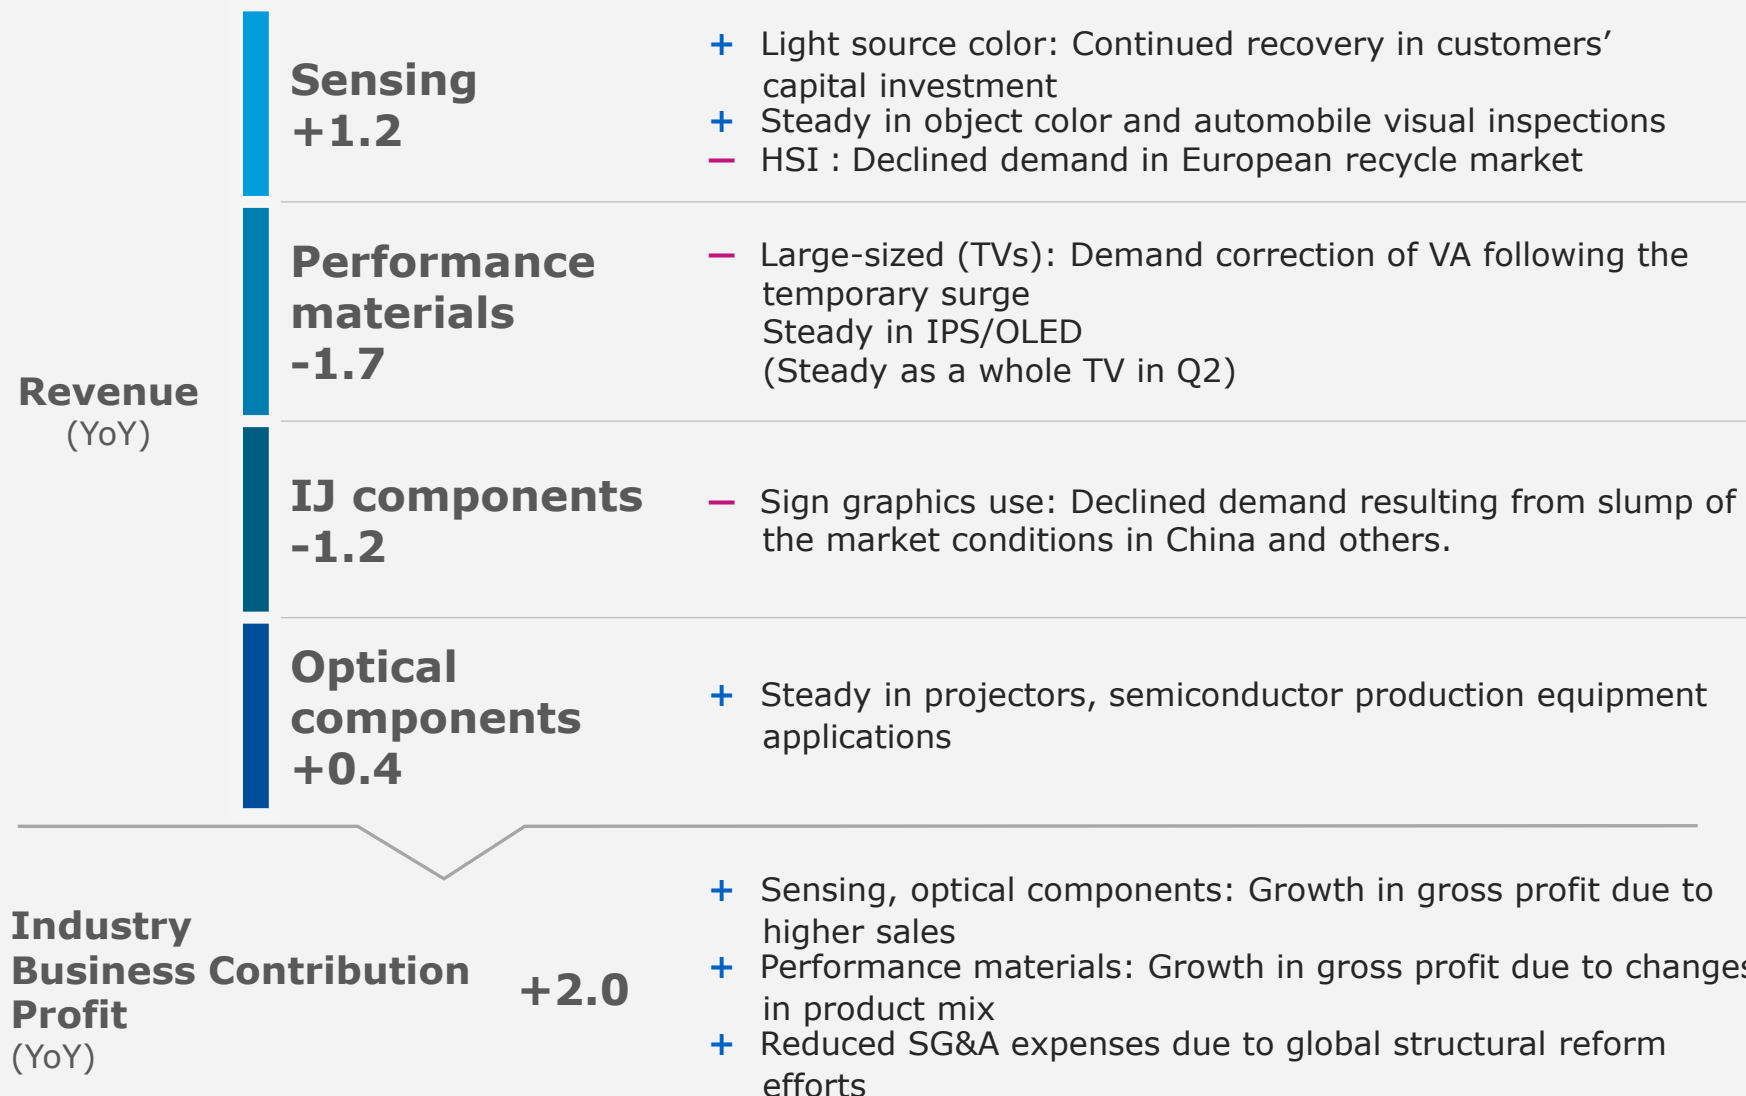 Revenue
(YoY)
Sensing
+1.2
+ Light source color: Continued recovery in customers’
capital investment
+ Steady in object color and automobile visual inspections
— HSI : Declined demand in European recycle market
Performance
materials
-1.7
— Large-sized (TVs): Demand correction of VA following the
temporary surge
Steady in IPS/OLED
(Steady as a whole TV in Q2)
IJ components
-1.2
— Sign graphics use: Declined demand resulting from slump of
the market conditions in China and others.
Optical
components
+0.4
+ Steady in projectors, semiconductor production equipment
applications
Industry
Business Contribution
Profit
(YoY)
+2.0
+ Sensing, optical components: Growth in gross profit due to
higher sales
+ Performance materials: Growth in gross profit due to changes
in product mix
+ Reduced SG&A expenses due to global structural reform
efforts